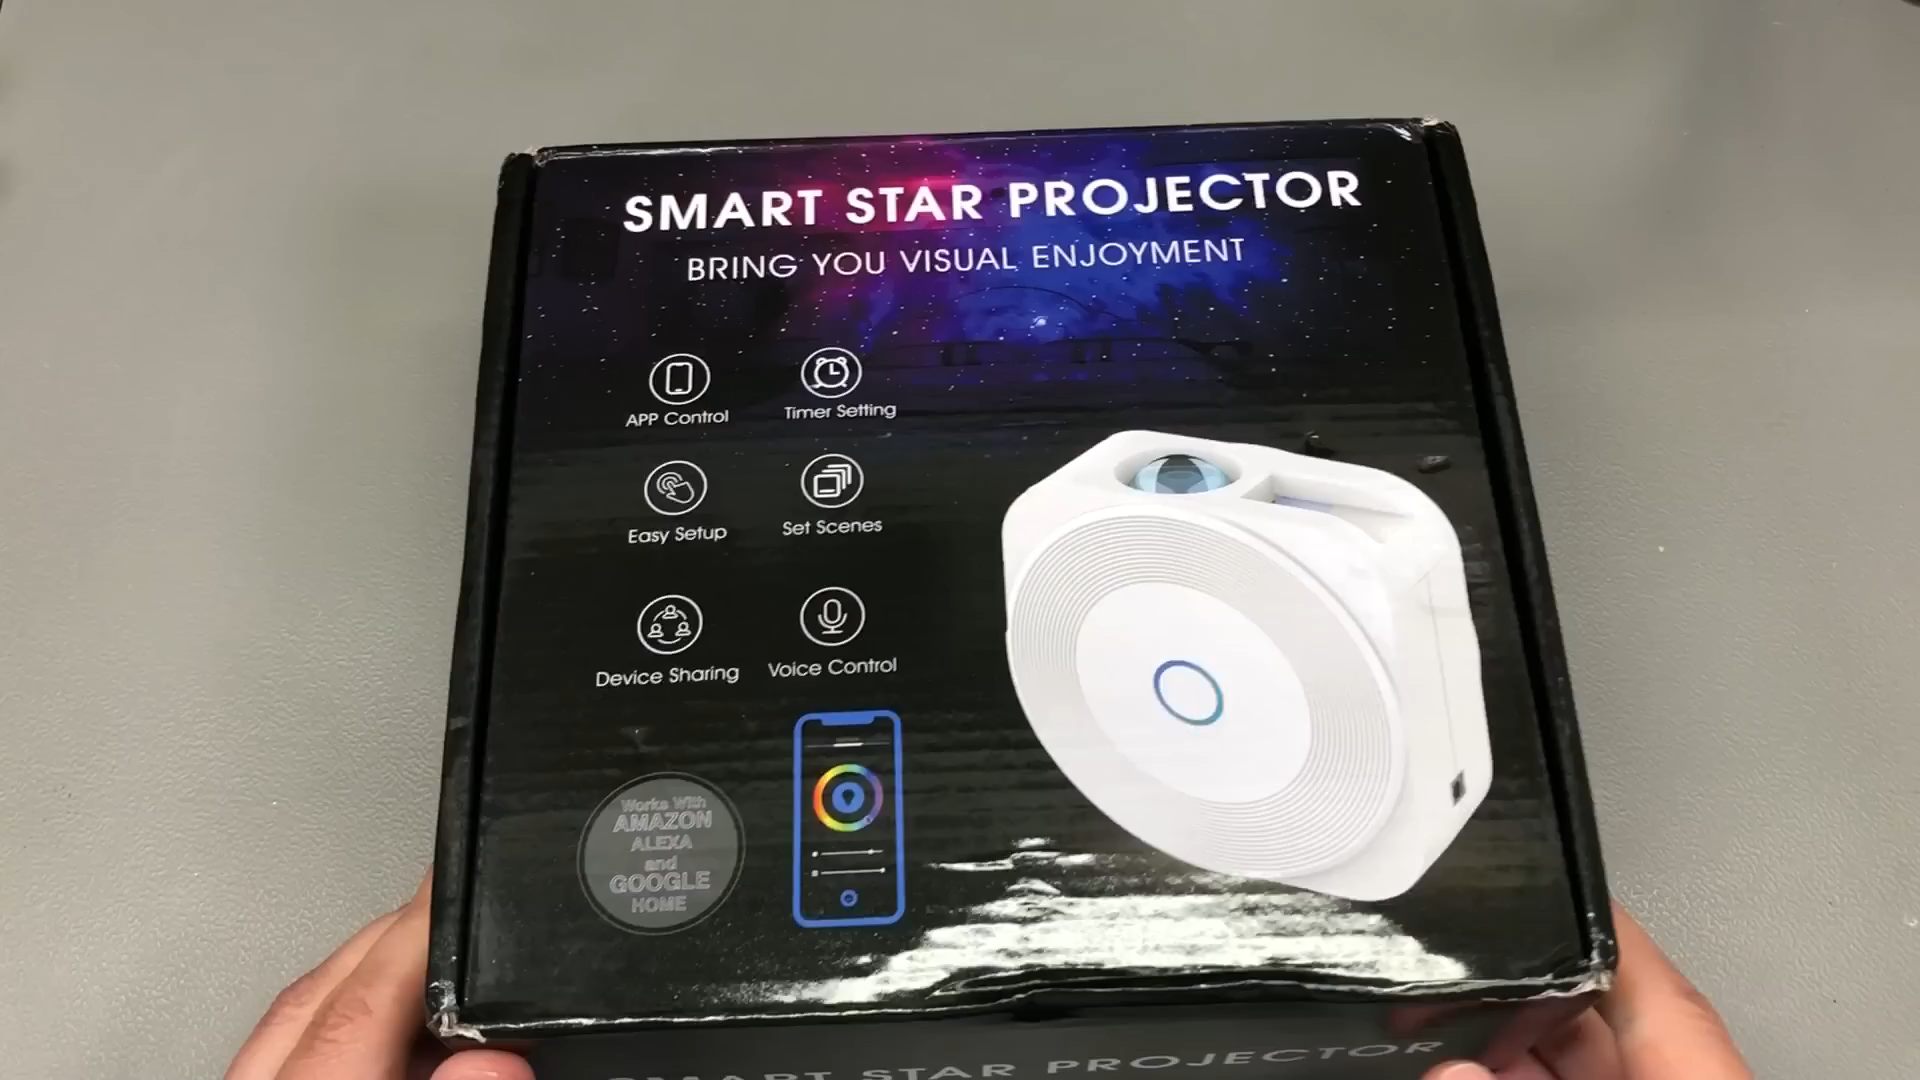 SMART STAR PROJECTOR
BRING YOU VISUAL ENJOYMENT
APP Control
Timer Setting
Easy Setup
Set Scenes
Device Sharing
Voice Control
Works With
AMAZON
ALEXA
and
GOOGLE
HOME
SMART STAR PROJECTOR